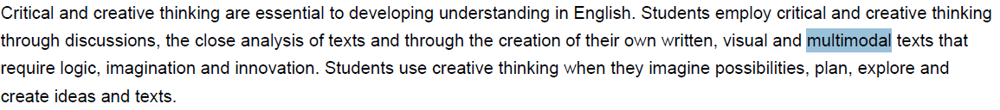 Critical and creative thinking are essential to developing understanding in English. Students employ critical and creative thinking
through discussions, the close analysis of texts and through the creation of their own written, visual and multimodal texts that
require logic, imagination and innovation. Students use creative thinking when they imagine possibilities, plan, explore and
create ideas and texts.